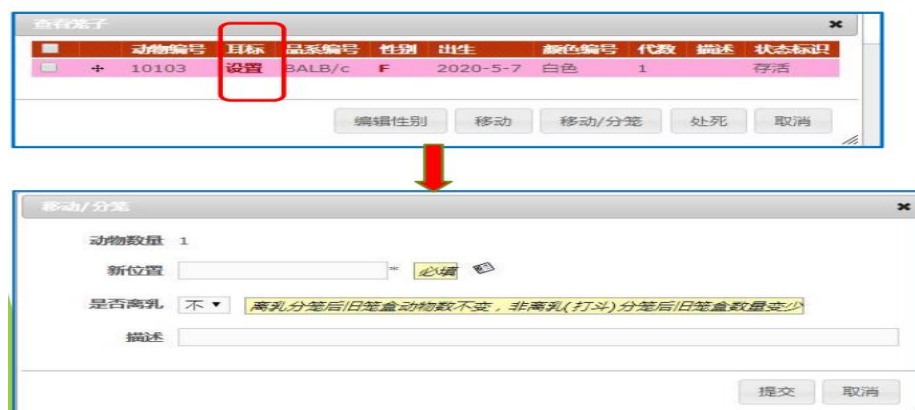 查看笼子
动物编号 耳标 品系编号 性别 出生 颜色编号 代数 描述 状态标识
10103 设置 BALB/c F 2020-5-7 白色 1 存活
编辑性别 移动 移动/分笼 处死 取消
移动/分笼
动物数量 1
新位置 * 必填
是否离乳 不 离乳分笼后旧笼盒动物数不变，非离乳(打斗)分笼后旧笼盒数量变少
描述
提交 取消